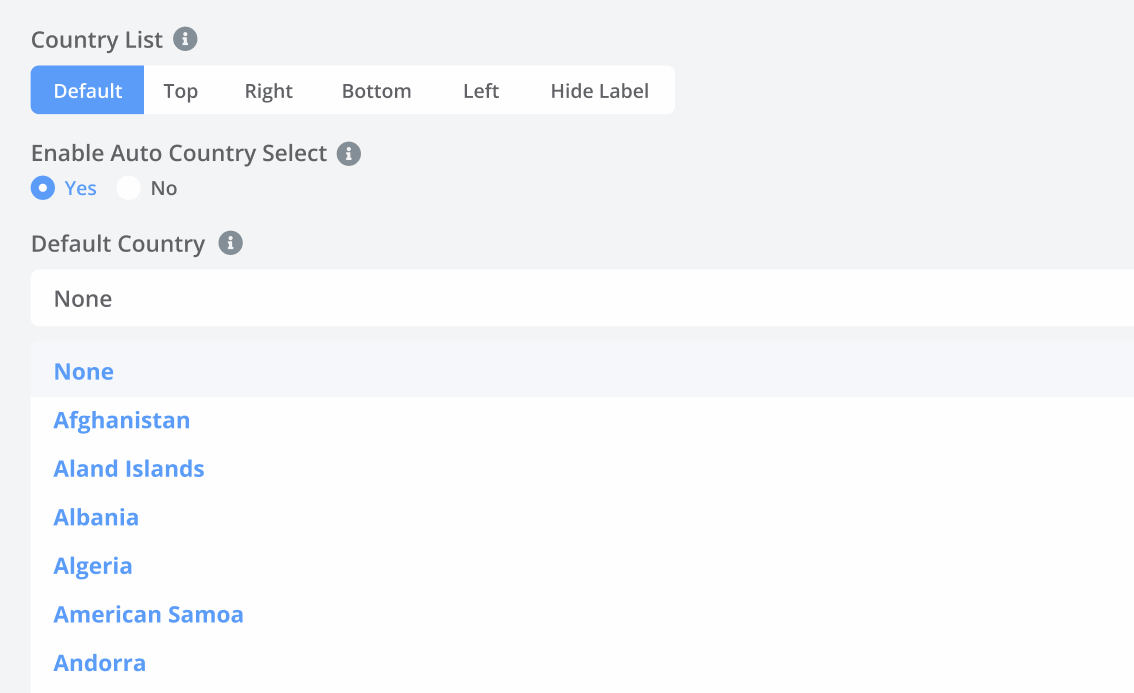 Country List
Default Top Right Bottom Left Hide Label
Enable Auto Country Select
Yes No
Default Country
None
None
Afghanistan
Aland Islands
Albania
Algeria
American Samoa
Andorra